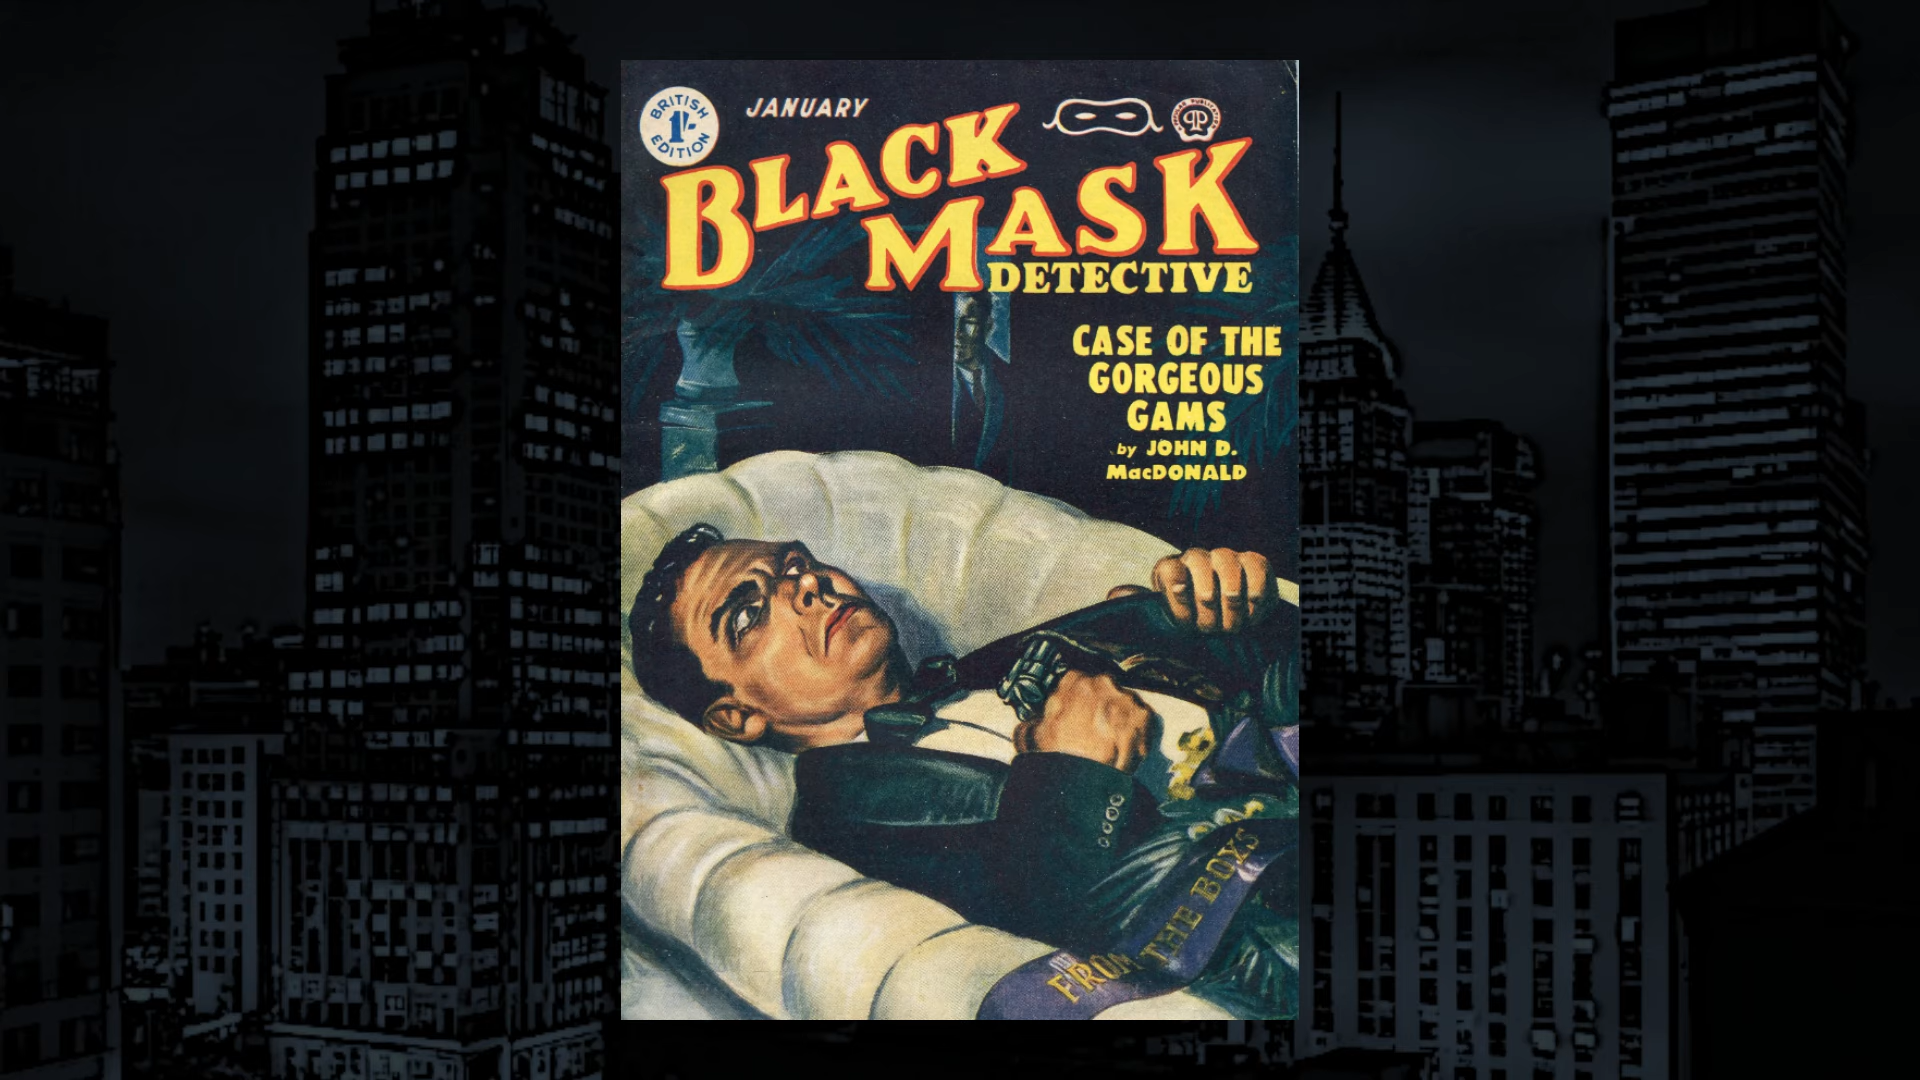 BRITISH
1/-
EDITION
JANUARY
BLACK
MASK
DETECTIVE
CASE OF THE
GORGEOUS
GAMS
by JOHN D.
MacDONALD
FROM THE BOYS